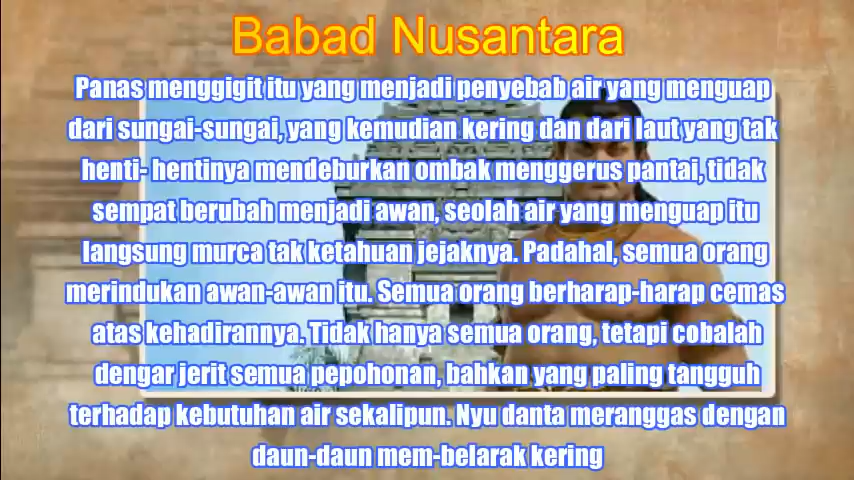 Babad Nusantara
Panas menggigit itu yang menjadi penyebab air yang menguap
dari sungai-sungai, yang kemudian kering dan dari laut yang tak
henti- hentinya mendeburkan ombak menggerus pantai, tidak
sempat berubah menjadi awan, seolah air yang menguap itu
langsung murca tak ketahuan jejaknya. Padahal, semua orang
merindukan awan-awan itu. Semua orang berharap-harap cemas
atas kehadirannya. Tidak hanya semua orang, tetapi cobalah
dengar jerit semua pepohonan, bahkan yang paling tangguh
terhadap kebutuhan air sekalipun. Nyu danta meranggas dengan
daun-daun mem-belarak kering